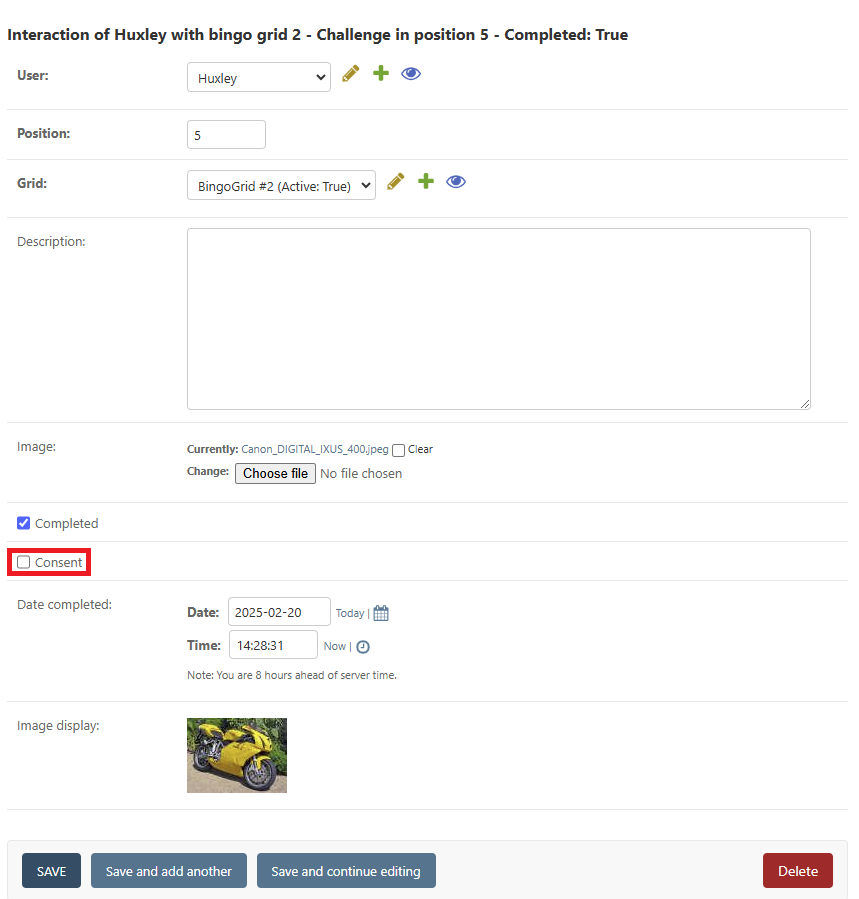 Interaction of Huxley with bingo grid 2 - Challenge in position 5 - Completed: True
User:
Huxley
Position:
5
Grid:
BingoGrid #2 (Active: True)
Description:
Image:
Currently: Canon_DIGITAL_IXUS_400.jpeg Clear
Change: Choose file No file chosen
Completed
Consent
Date completed:
Date: 2025-02-20 Today |
Time: 14:28:31 Now |
Note: You are 8 hours ahead of server time.
Image display:
SAVE Save and add another Save and continue editing Delete